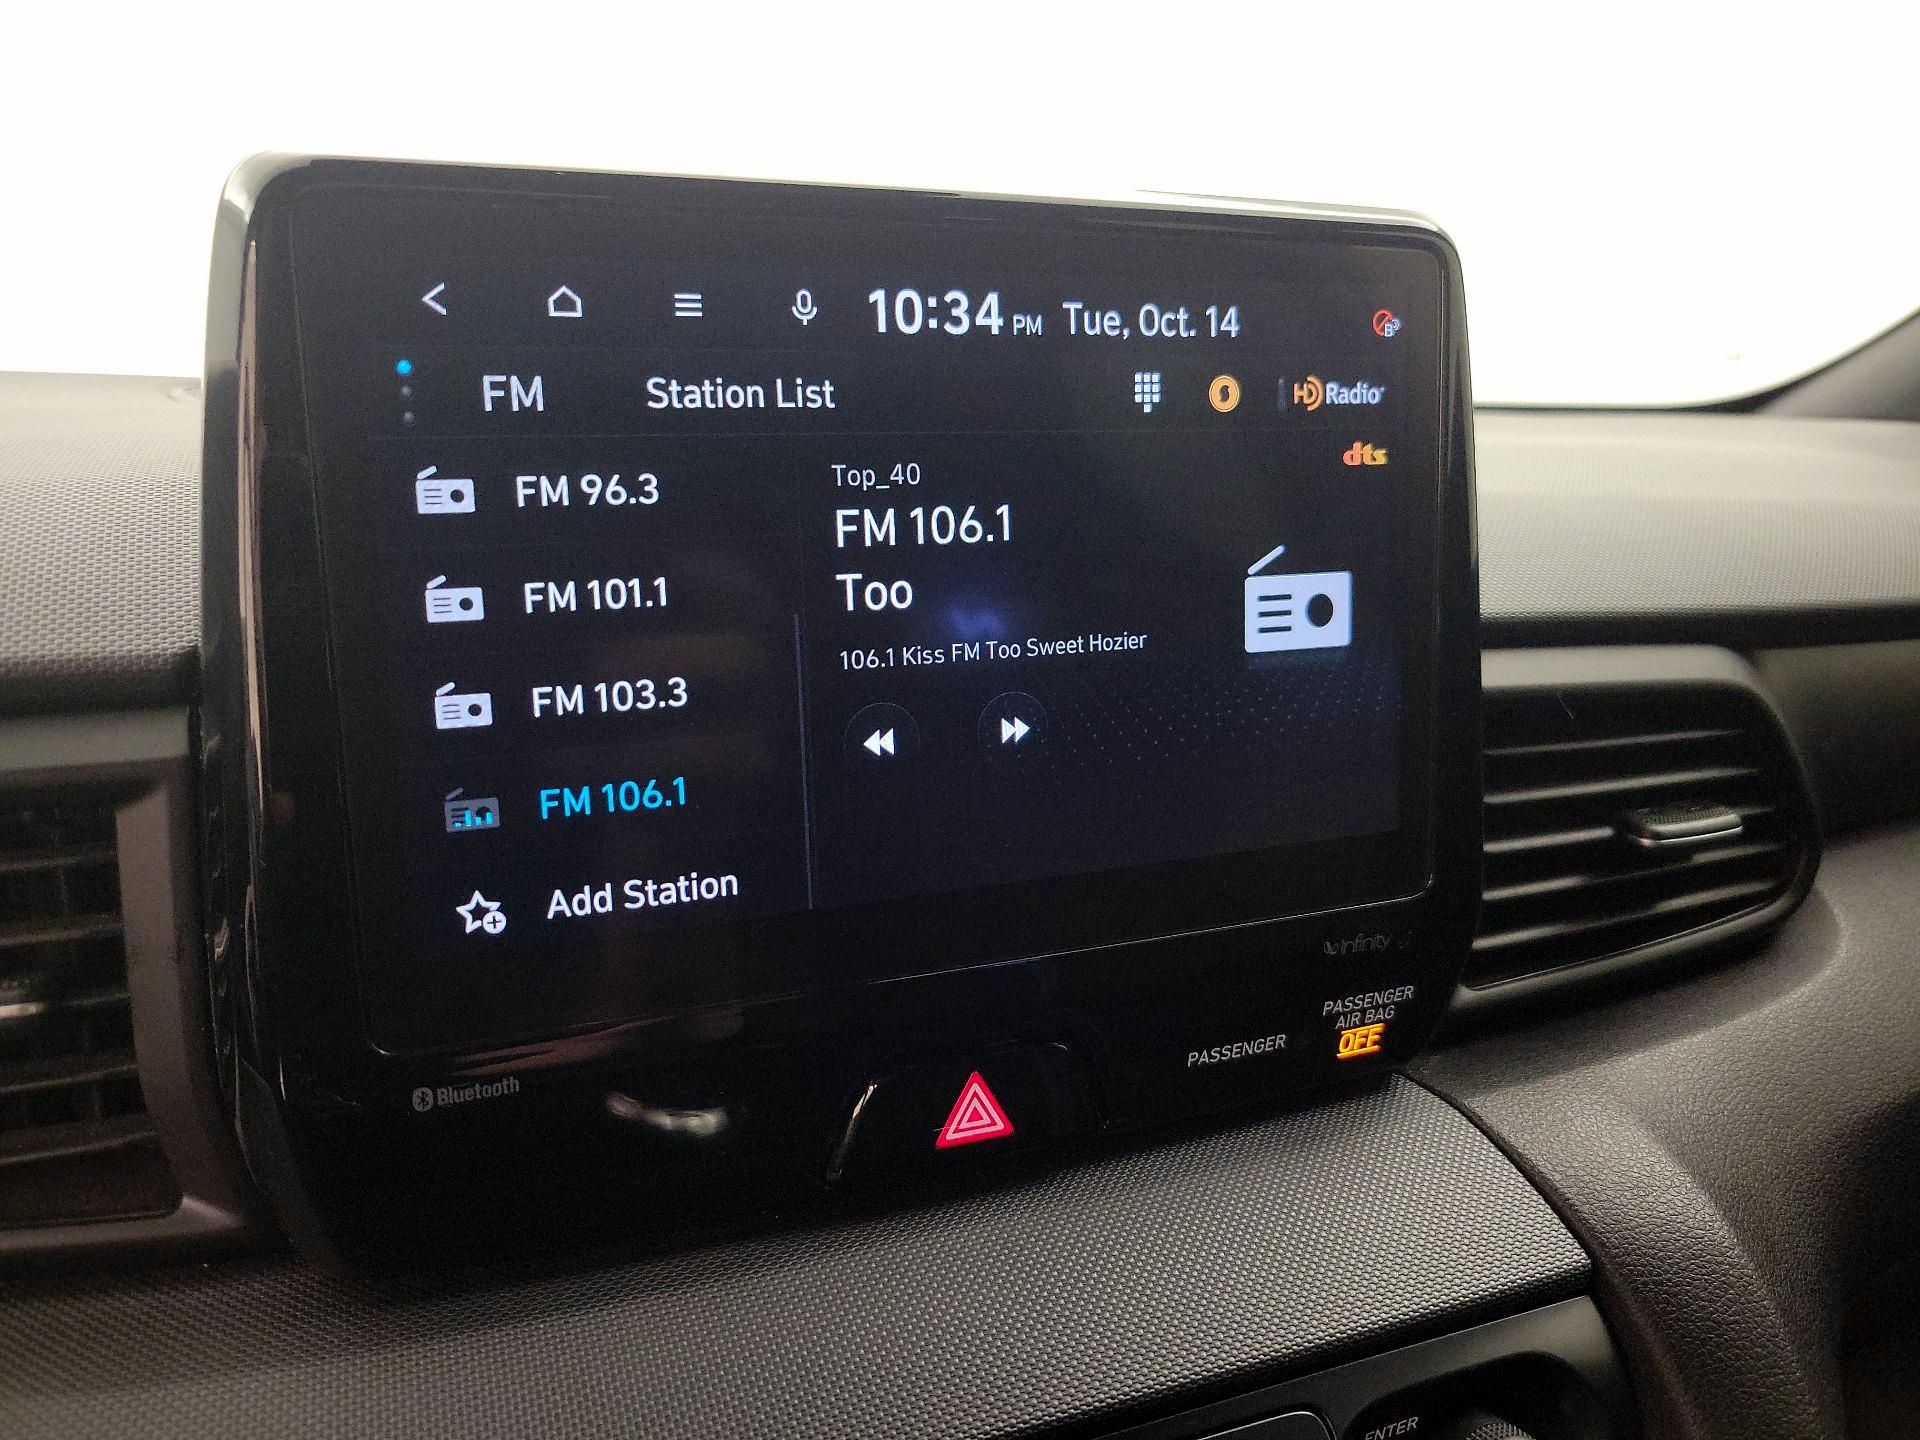 10:34 PM Tue, Oct. 14
B
FM Station List HD Radio
dts
FM 96.3
FM 101.1
FM 103.3
FM 106.1
Add Station
Top_40
FM 106.1
Too
106.1 Kiss FM Too Sweet Hozier
Infinity
Bluetooth
PASSENGER
PASSENGER
AIR BAG
OFF
ENTER